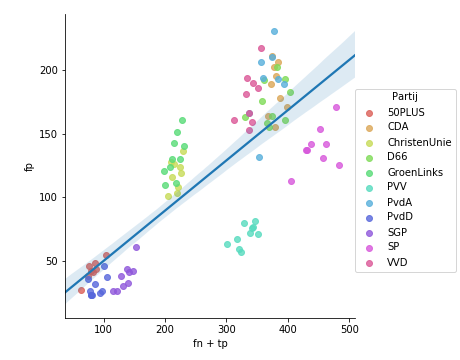 200
150
100
50
fp
100
200
300
400
500
fn + tp
Partij
50PLUS
CDA
ChristenUnie
D66
GroenLinks
PVV
PvdA
PvdD
SGP
SP
VVD